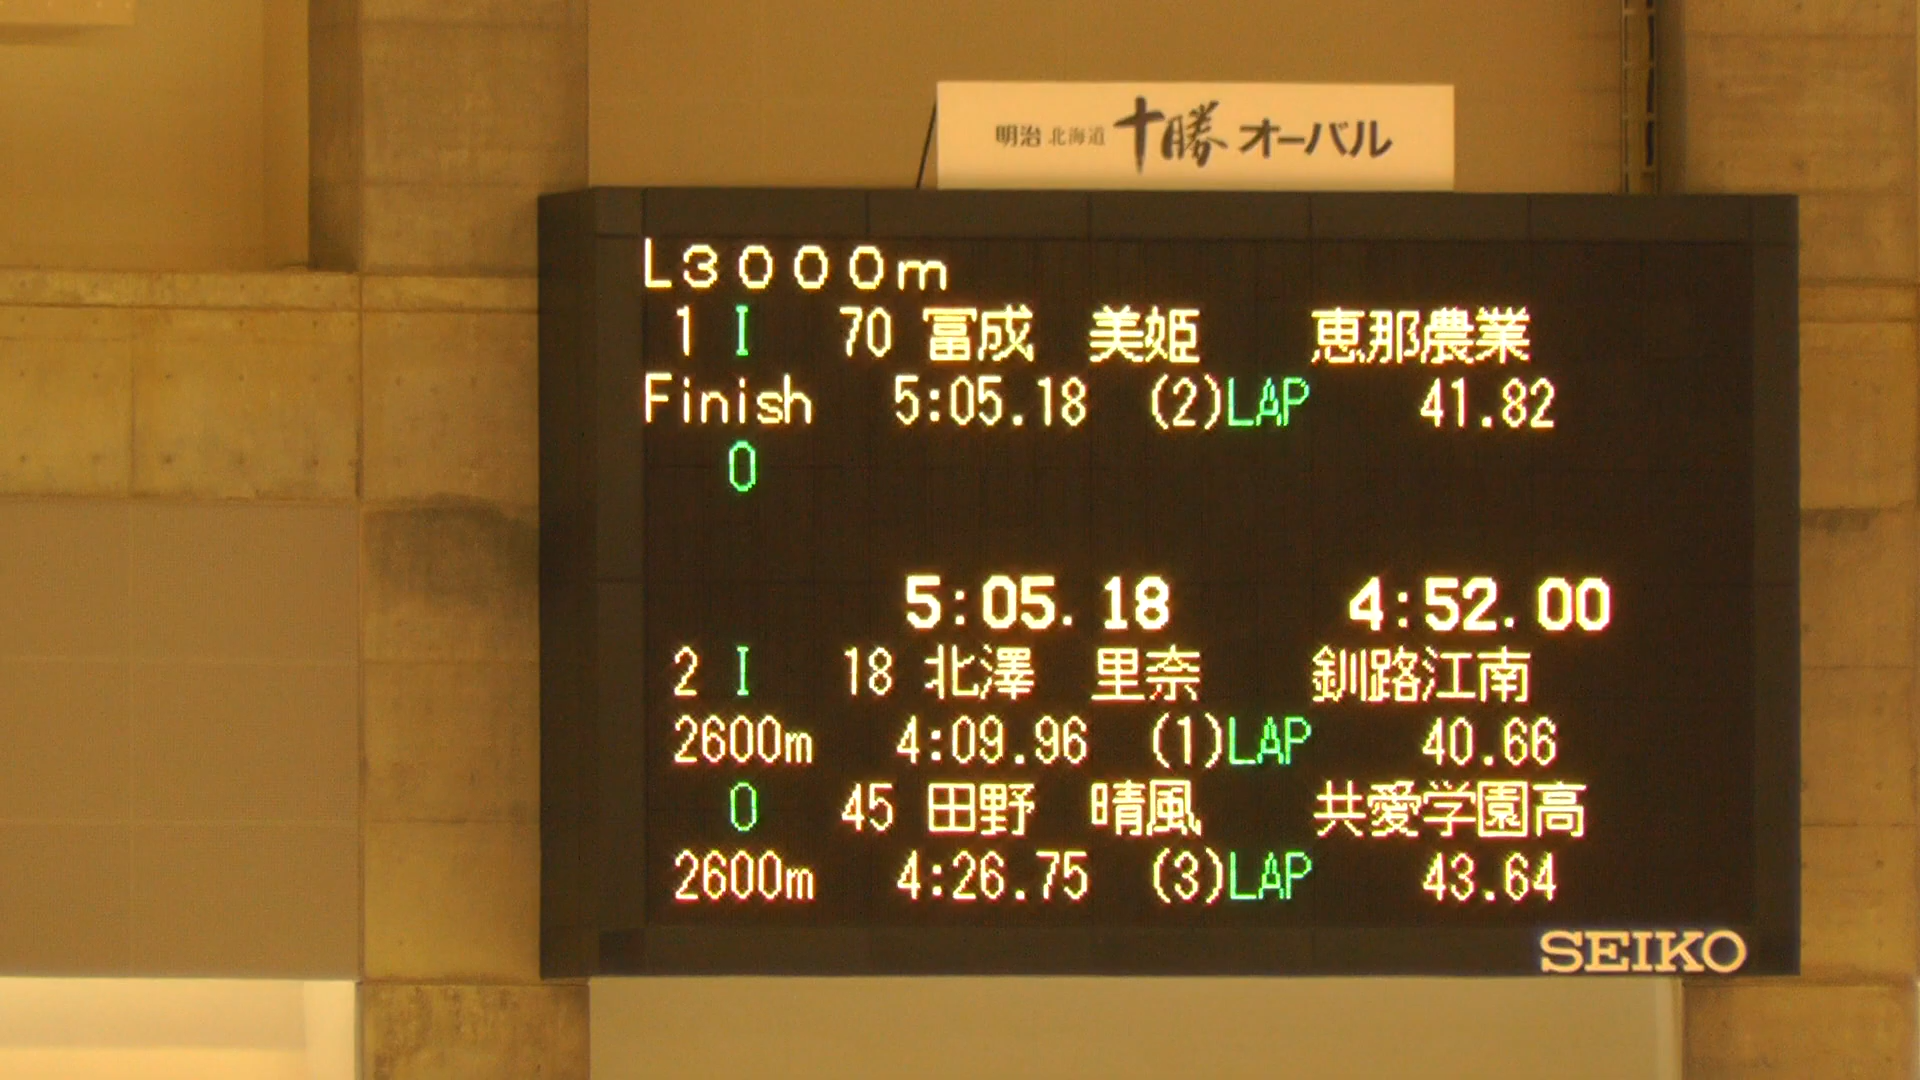 明治 北海道 十勝 オーバル
L3000m
1 I 70 冨成 美姫 恵那農業
Finish 5:05.18 (2)LAP 41.82
O
5:05.18 4:52.00
2 I 18 北澤 里奈 釧路江南
2600m 4:09.96 (1)LAP 40.66
O 45 田野 晴風 共愛学園高
2600m 4:26.75 (3)LAP 43.64
SEIKO